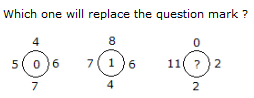 Which one will replace the question mark ?
4 8 0
5 ( 0 ) 6 7 ( 1 ) 6 11 ( ? ) 2
7 4 2